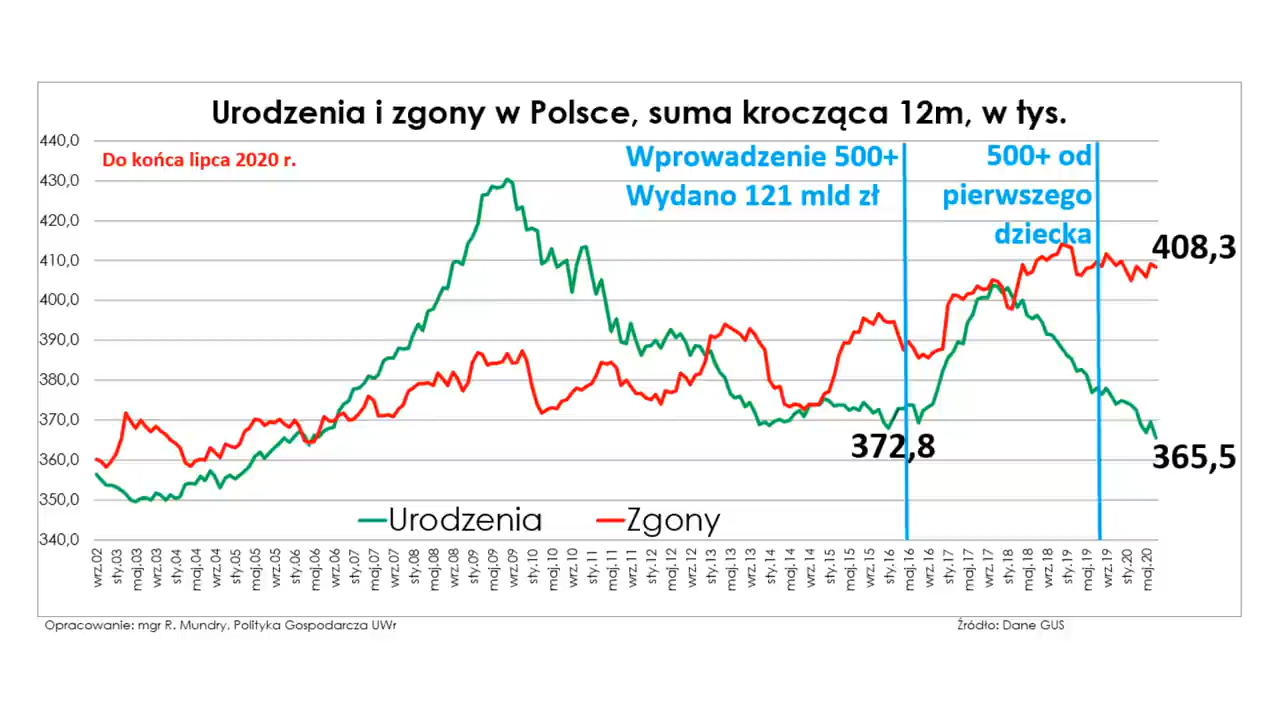 Urodzenia i zgony w Polsce, suma krocząca 12m, w tys.
440,0
430,0
420,0
410,0
400,0
390,0
380,0
370,0
360,0
350,0
340,0
Do końca lipca 2020 r.
Wprowadzenie 500+
Wydano 121 mld zł
500+ od
pierwszego
dziecka
408,3
372,8
365,5
Urodzenia
Zgony
wrz.02
sty.03
maj.03
wrz.03
sty.04
maj.04
wrz.04
sty.05
maj.05
wrz.05
sty.06
maj.06
wrz.06
sty.07
maj.07
wrz.07
sty.08
maj.08
wrz.08
sty.09
maj.09
wrz.09
sty.10
maj.10
wrz.10
sty.11
maj.11
wrz.11
sty.12
maj.12
wrz.12
sty.13
maj.13
wrz.13
sty.14
maj.14
wrz.14
sty.15
maj.15
wrz.15
sty.16
maj.16
wrz.16
sty.17
maj.17
wrz.17
sty.18
maj.18
wrz.18
sty.19
maj.19
wrz.19
sty.20
maj.20
Opracowanie: mgr R. Mundry, Polityka Gospodarcza UWr
Źródło: Dane GUS